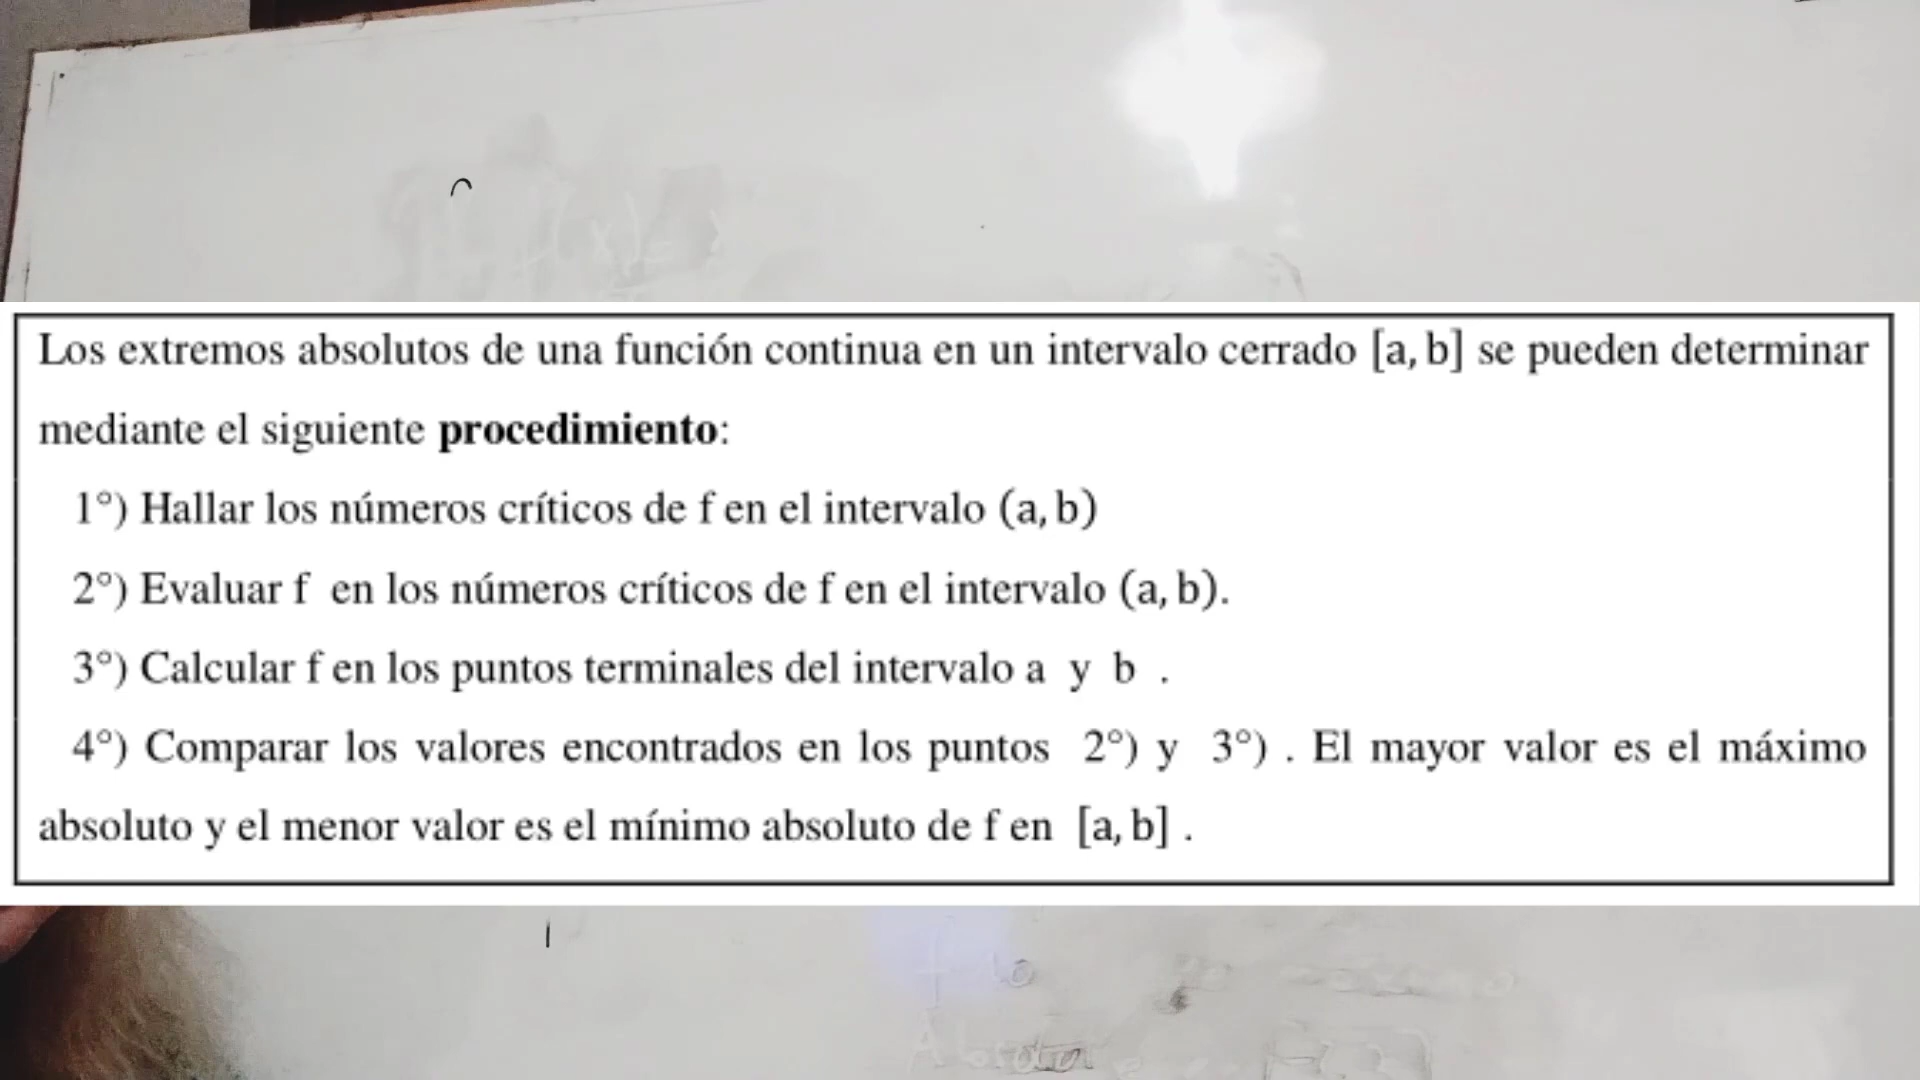 Los extremos absolutos de una función continua en un intervalo cerrado [a, b] se pueden determinar
mediante el siguiente procedimiento:
1°) Hallar los números críticos de f en el intervalo (a, b)
2°) Evaluar f en los números críticos de f en el intervalo (a, b).
3°) Calcular f en los puntos terminales del intervalo a y b .
4°) Comparar los valores encontrados en los puntos 2°) y 3°) . El mayor valor es el máximo
absoluto y el menor valor es el mínimo absoluto de f en [a, b] .